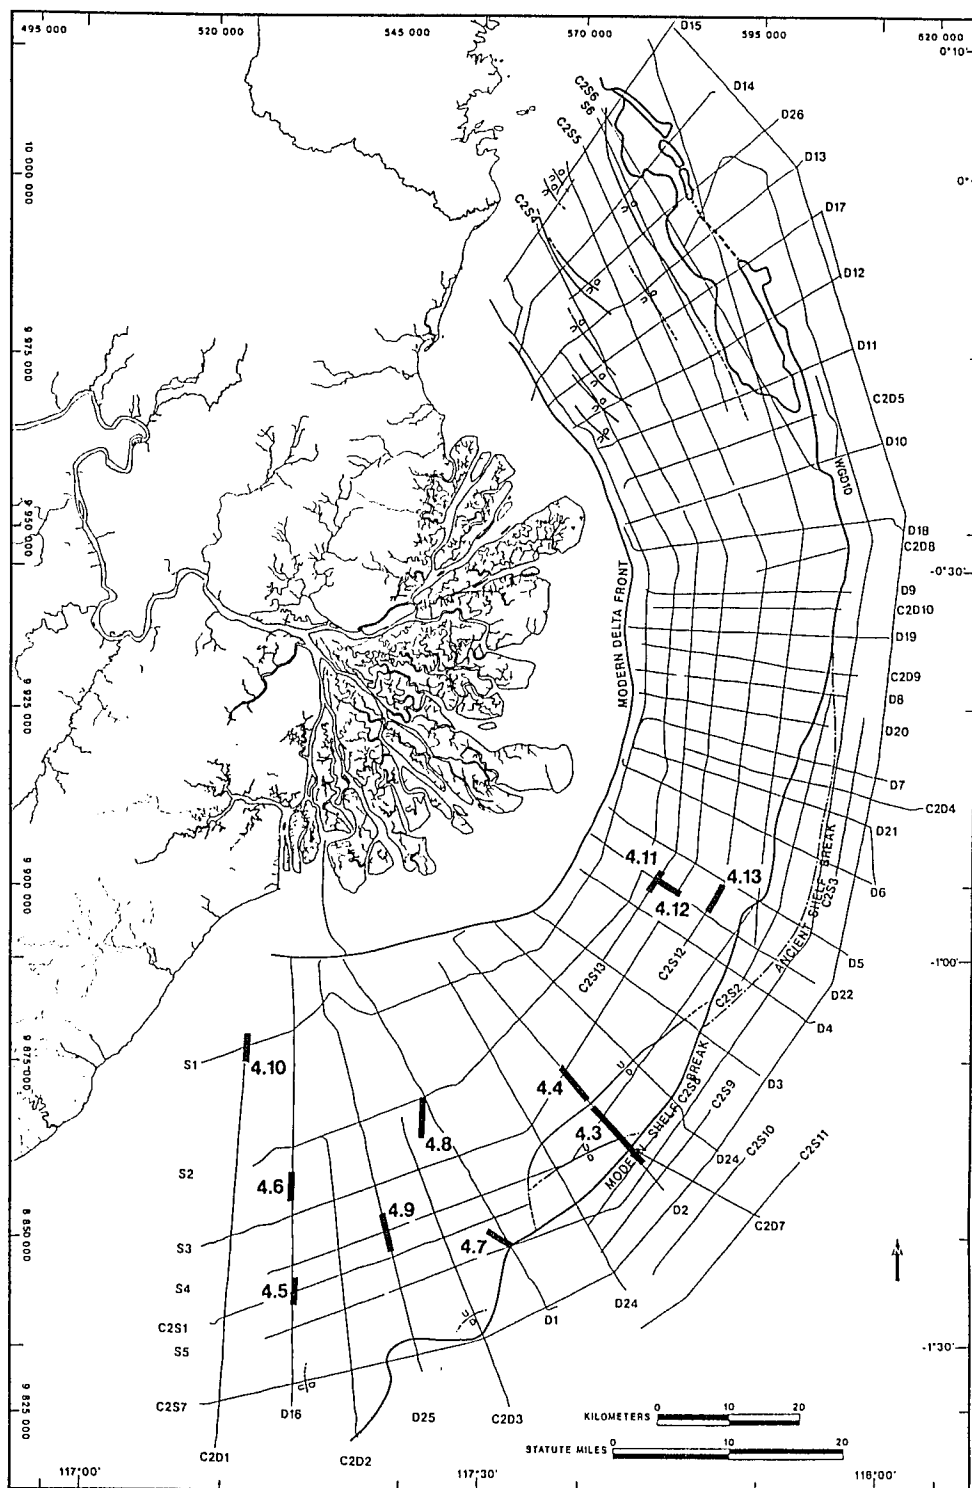 495 000
520 000
545 000
570 000
595 000
620 000
D15
0°10'
D14
C2S6
S6
D26
C2S5
D13
10 000 000
0°
C2S4
D17
D12
9 975 000
D11
C2D5
D10
WGD10
9 950 000
D18
C2D8
-0°30'
MODERN DELTA FRONT
D9
C2D10
D19
C2D9
9 925 000
D8
D20
D7
C2D4
D21
4.11
4.13
D6
9 900 000
4.12
ANCIENT SHELF BREAK
C2S3
D5
C2S13
C2S12
-1°00'
C2S2
D22
D4
9 875 000
S1
4.10
4.4
D3
MODERN SHELF BREAK
C2S8
C2S9
4.8
4.3
C2S10
C2S11
D24
S2
4.6
4.9
D2
C2D7
9 850 000
S3
4.7
S4
4.5
D24
D1
C2S1
S5
-1°30'
U
D
9 825 000
C2S7
D16
D25
C2D3
KILOMETERS 0 10 20
STATUTE MILES 0 10 20
C2D1
C2D2
117°00'
117°30'
118°00'